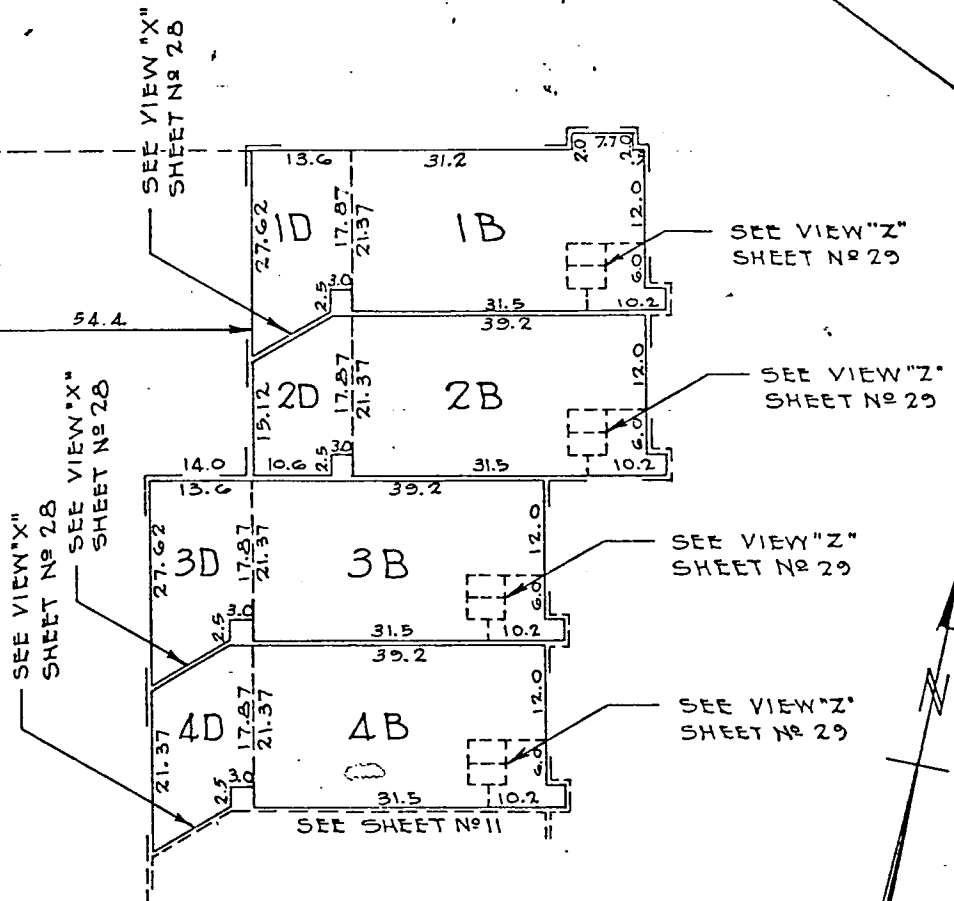 SEE VIEW "X"
SHEET Nº 28
7.7
2.0
2.0
13.6
31.2
27.62
1D
17.87
21.37
1B
12.0
6.0
SEE VIEW "Z"
SHEET Nº 29
2.5
3.0
31.5
10.2
54.4
39.2
15.12
2D
17.87
21.37
2B
12.0
6.0
SEE VIEW "Z"
SHEET Nº 29
SEE VIEW "X"
SHEET Nº 28
14.0
10.6
2.5
3.0
31.5
10.2
13.6
39.2
27.62
3D
17.87
21.37
3B
12.0
6.0
SEE VIEW "Z"
SHEET Nº 29
SEE VIEW "X"
SHEET Nº 28
2.5
3.0
31.5
10.2
39.2
21.37
4D
17.87
21.37
4B
12.0
6.0
SEE VIEW "Z"
SHEET Nº 29
N
2.5
3.0
31.5
10.2
SEE SHEET Nº 11